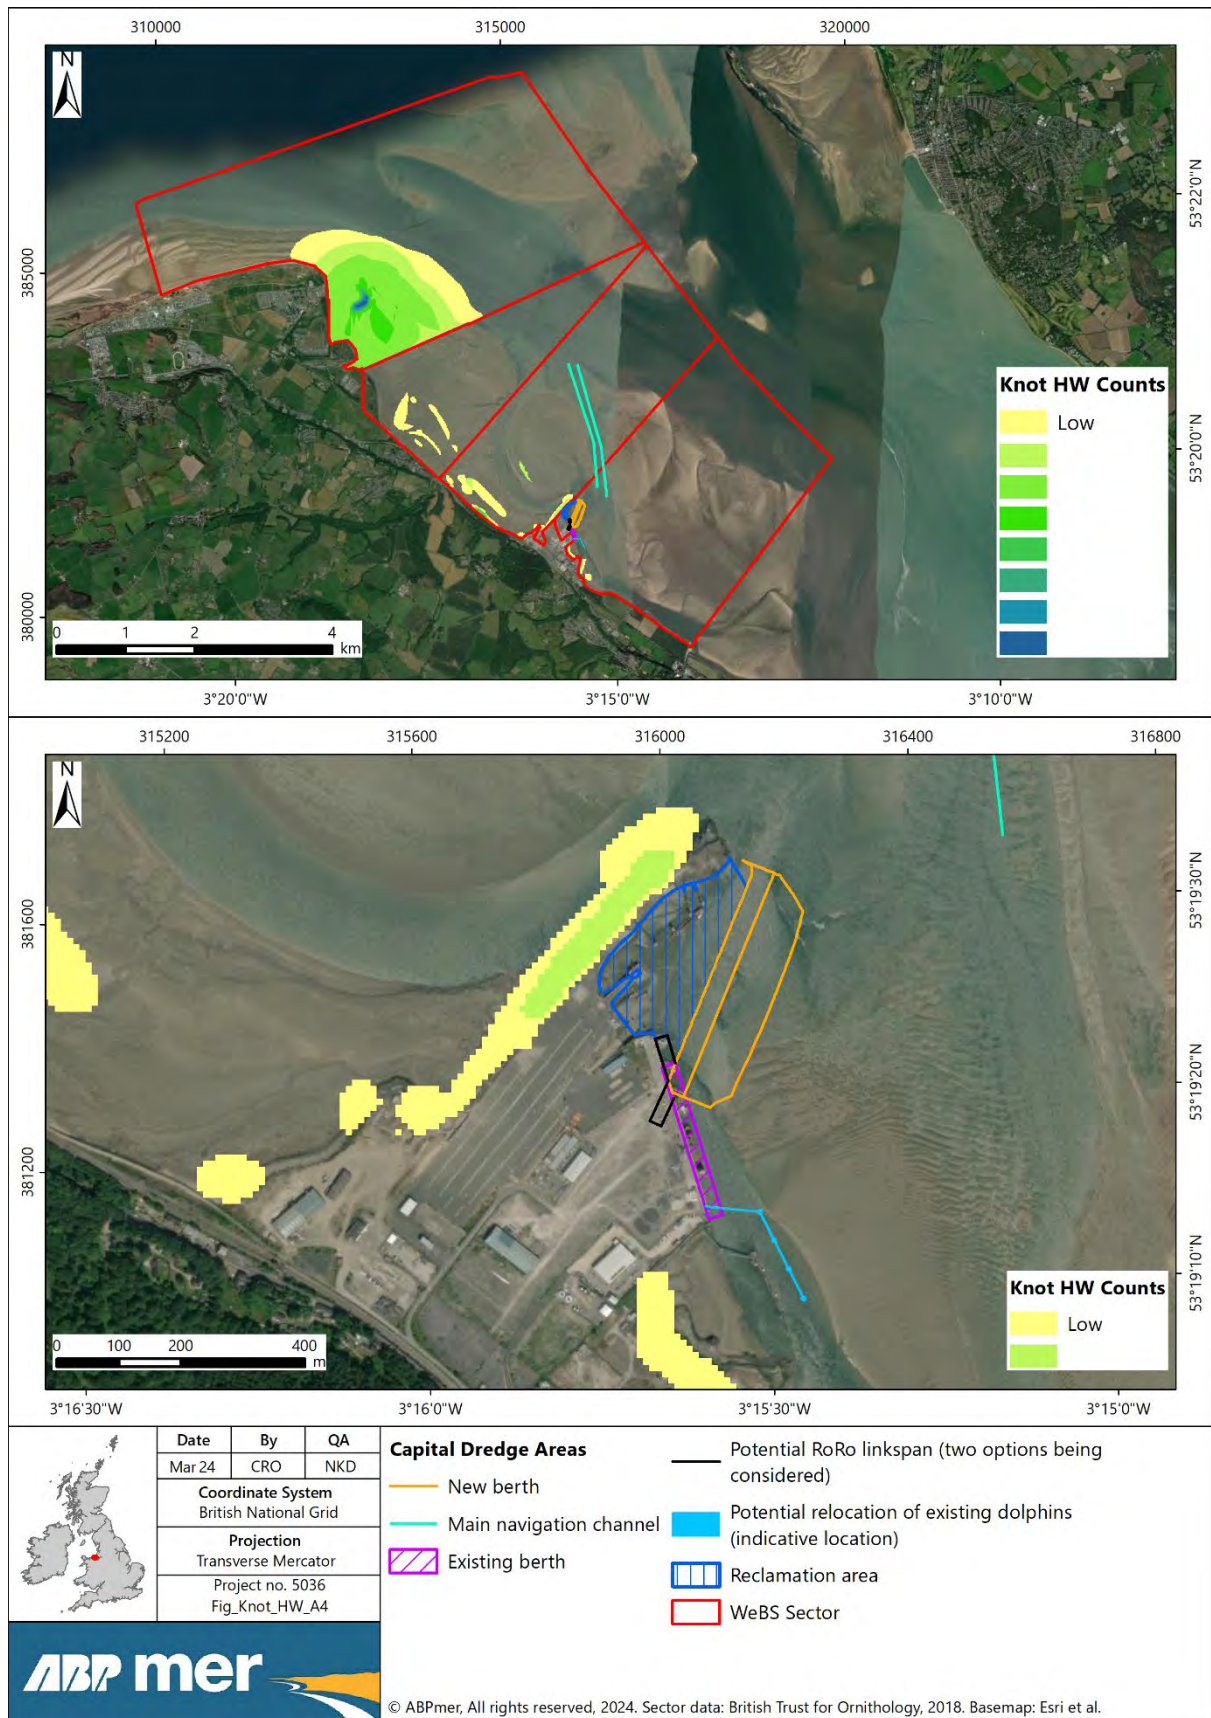 310000 315000 320000
N
385000
380000
53°22'0"N
53°20'0"N
Knot HW Counts
Low
0 1 2 4
km
3°20'0"W 3°15'0"W 3°10'0"W
315200 315600 316000 316400 316800
N
381600
381200
53°19'30"N
53°19'20"N
53°19'10"N
Knot HW Counts
Low
0 100 200 400
m
3°16'30"W 3°16'0"W 3°15'30"W 3°15'0"W
Date By QA
Mar 24 CRO NKD
Coordinate System
British National Grid
Projection
Transverse Mercator
Project no. 5036
Fig_Knot_HW_A4
ABPmer
Capital Dredge Areas
New berth
Main navigation channel
Existing berth
Potential RoRo linkspan (two options being
considered)
Potential relocation of existing dolphins
(indicative location)
Reclamation area
WeBS Sector
© ABPmer, All rights reserved, 2024. Sector data: British Trust for Ornithology, 2018. Basemap: Esri et al.